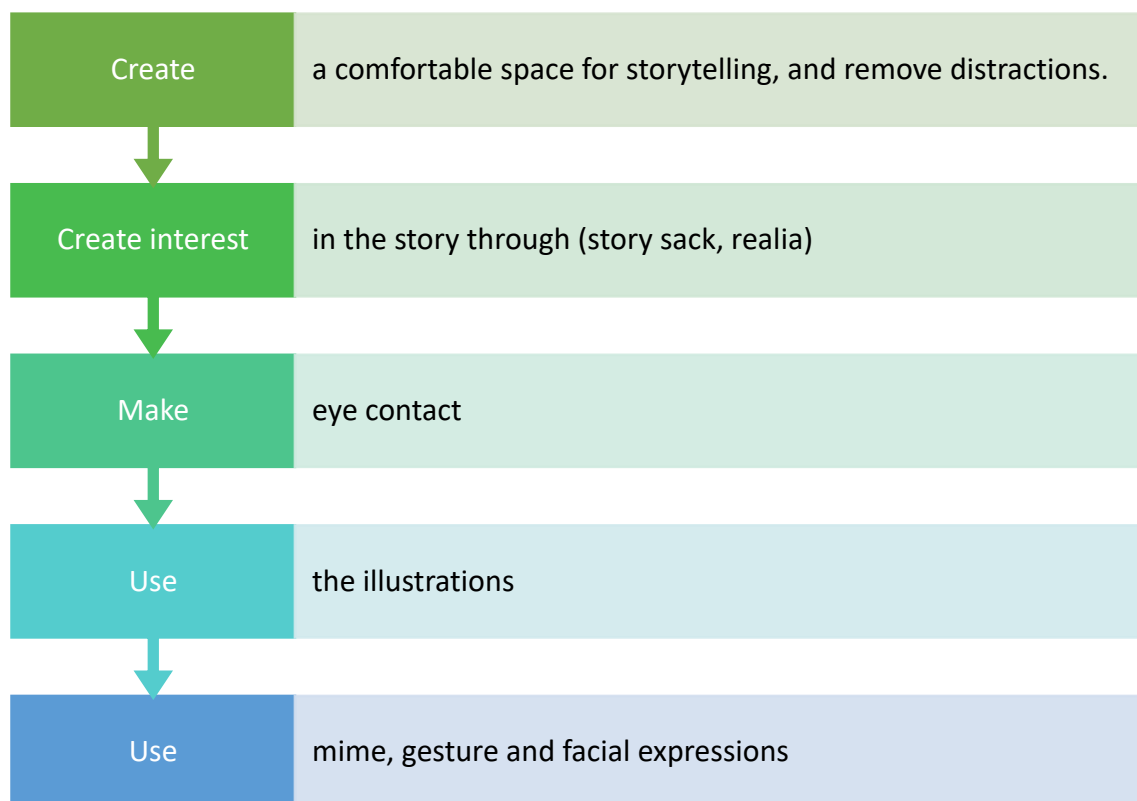 Create a comfortable space for storytelling, and remove distractions.
Create interest in the story through (story sack, realia)
Make eye contact
Use the illustrations
Use mime, gesture and facial expressions